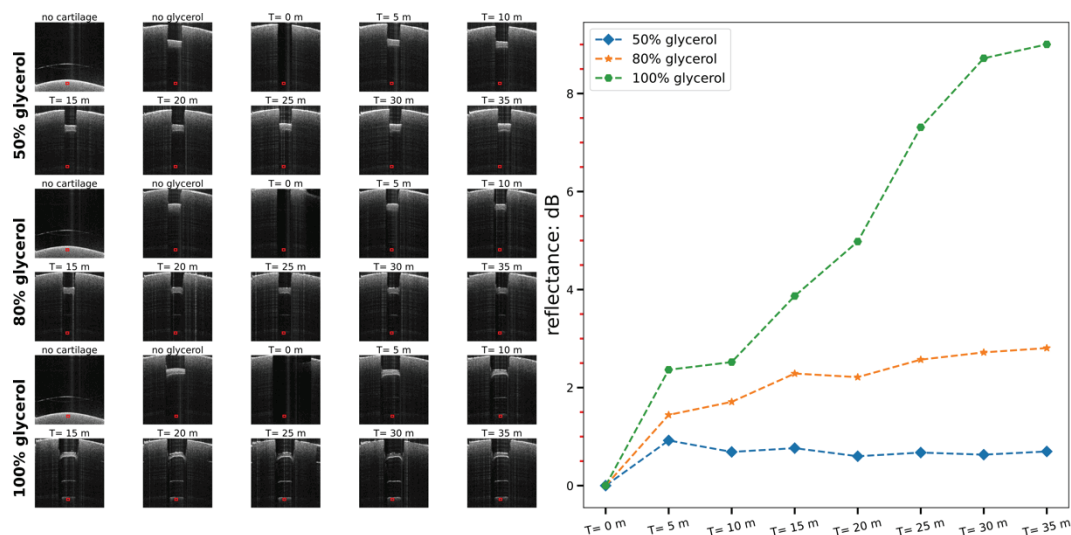 50% glycerol
no cartilage
no glycerol
T= 0 m
T= 5 m
T= 10 m
T= 15 m
T= 20 m
T= 25 m
T= 30 m
T= 35 m
80% glycerol
no cartilage
no glycerol
T= 0 m
T= 5 m
T= 10 m
T= 15 m
T= 20 m
T= 25 m
T= 30 m
T= 35 m
100% glycerol
no cartilage
no glycerol
T= 0 m
T= 5 m
T= 10 m
T= 15 m
T= 20 m
T= 25 m
T= 30 m
T= 35 m
50% glycerol
80% glycerol
100% glycerol
reflectance: dB
8
6
4
2
0
T= 0 m
T= 5 m
T= 10 m
T= 15 m
T= 20 m
T= 25 m
T= 30 m
T= 35 m